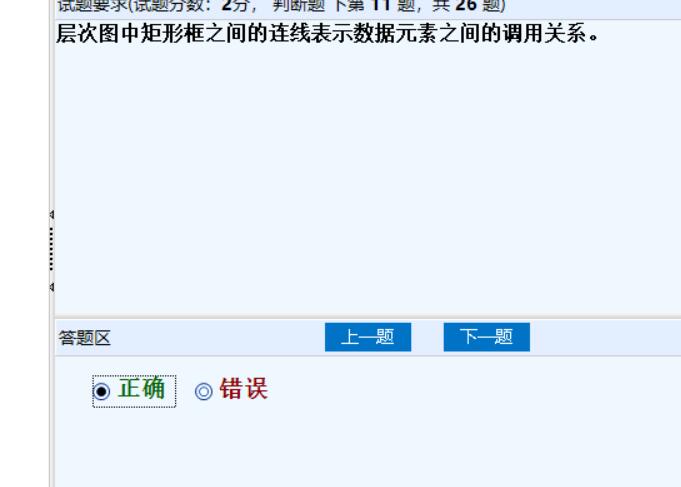 试题要求(试题分数：2分， 判断题 下第 11 题，共 26 题)
层次图中矩形框之间的连线表示数据元素之间的调用关系。
答题区 上一题 下一题
正确 错误